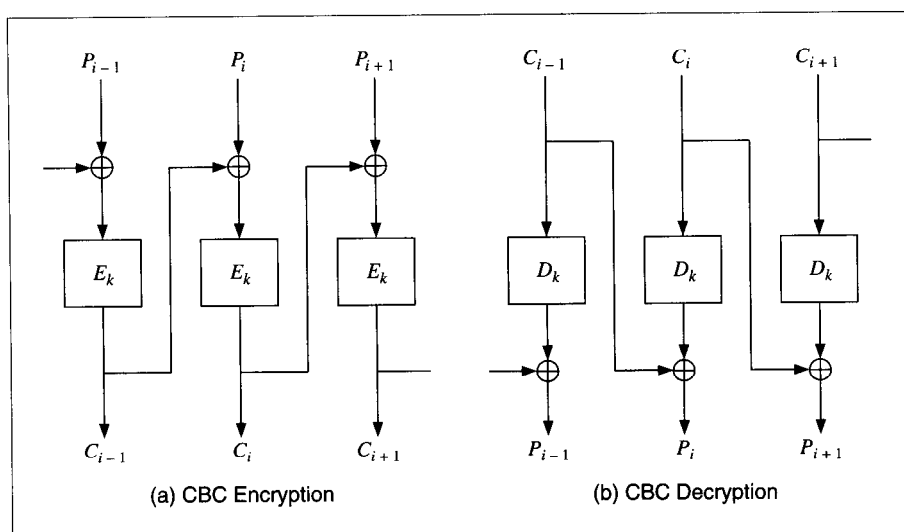 P_{i-1} P_i P_{i+1}
E_k E_k E_k
C_{i-1} C_i C_{i+1}
(a) CBC Encryption
C_{i-1} C_i C_{i+1}
D_k D_k D_k
P_{i-1} P_i P_{i+1}
(b) CBC Decryption